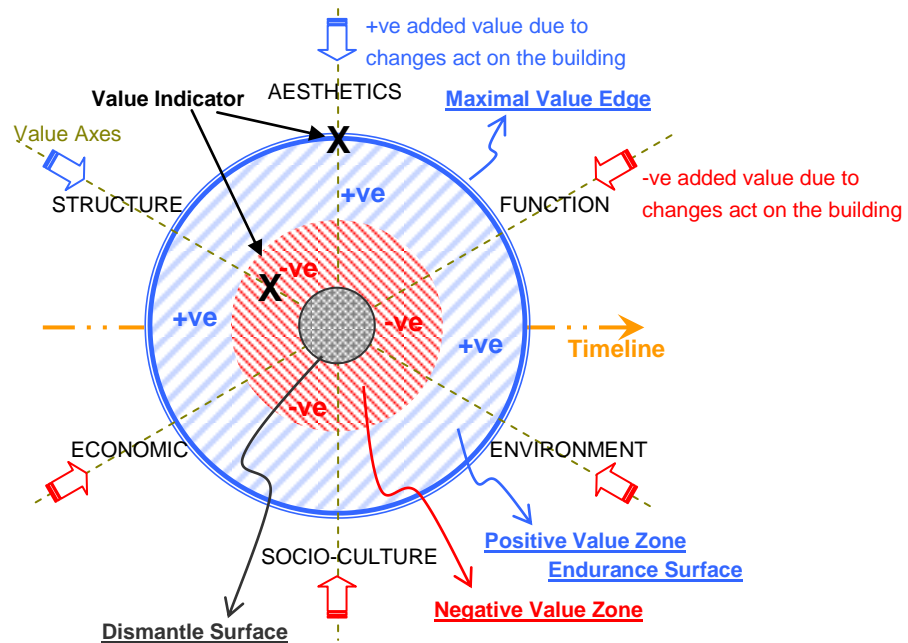 +ve added value due to
changes act on the building
AESTHETICS
Value Indicator
Maximal Value Edge
X
Value Axes
-ve added value due to
changes act on the building
STRUCTURE
+ve
FUNCTION
-ve
X
+ve
-ve
+ve
Timeline
-ve
ECONOMIC
ENVIRONMENT
Positive Value Zone
Endurance Surface
SOCIO-CULTURE
Negative Value Zone
Dismantle Surface